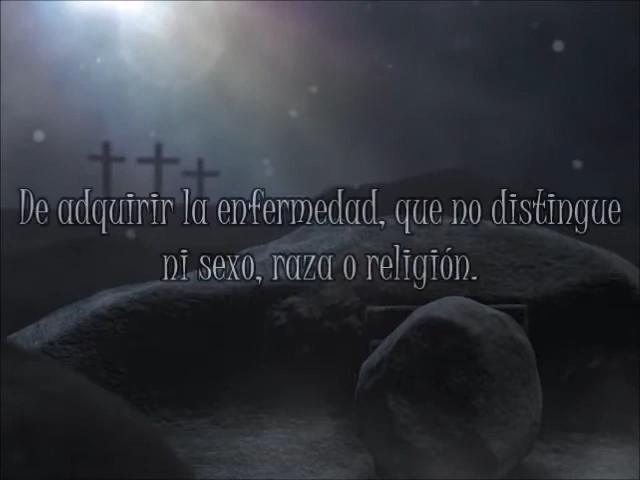 De adquirir la enfermedad, que no distingue
ni sexo, raza o religión.